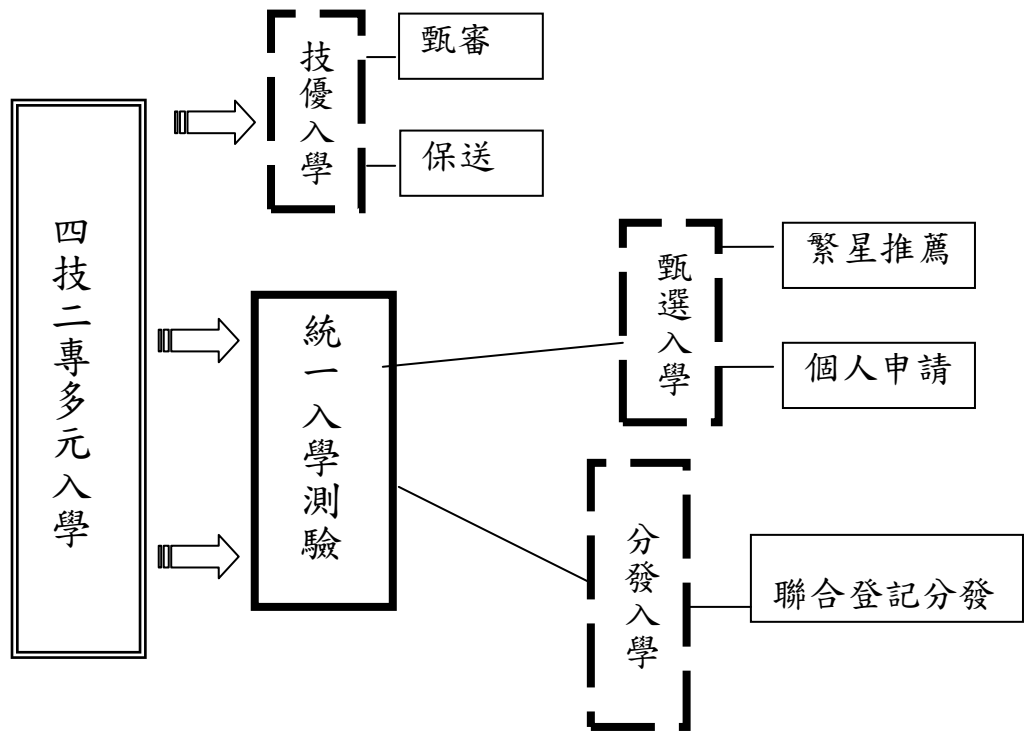 四技二專多元入學
技優入學
甄審
保送
統一入學測驗
甄選入學
繁星推薦
個人申請
分發入學
聯合登記分發